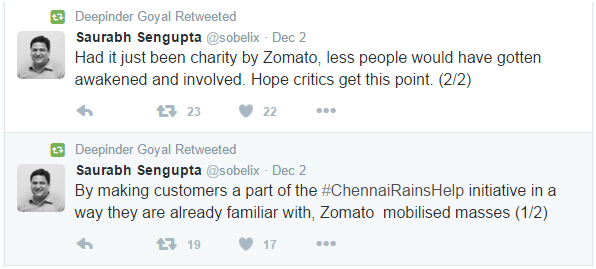 Deepinder Goyal Retweeted
Saurabh Sengupta @sobelix · Dec 2
Had it just been charity by Zomato, less people would have gotten
awakened and involved. Hope critics get this point. (2/2)
23 22
Deepinder Goyal Retweeted
Saurabh Sengupta @sobelix · Dec 2
By making customers a part of the #ChennaiRainsHelp initiative in a
way they are already familiar with, Zomato mobilised masses (1/2)
19 17